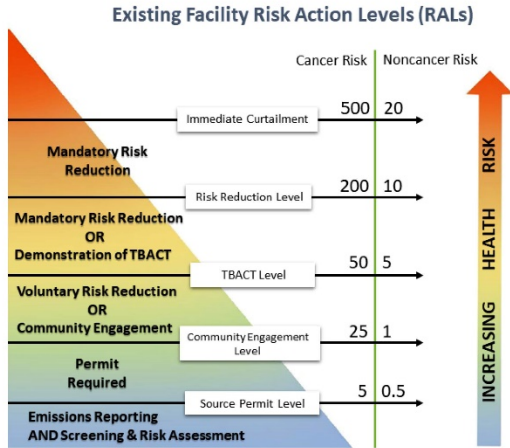 Existing Facility Risk Action Levels (RALs)
Cancer Risk
Noncancer Risk
Immediate Curtailment
500
20
Mandatory Risk
Reduction
Risk Reduction Level
200
10
Mandatory Risk Reduction
OR
Demonstration of TBACT
TBACT Level
50
5
Voluntary Risk Reduction
OR
Community Engagement
Community Engagement
Level
25
1
Permit
Required
Source Permit Level
5
0.5
Emissions Reporting
AND Screening & Risk Assessment
INCREASING HEALTH RISK